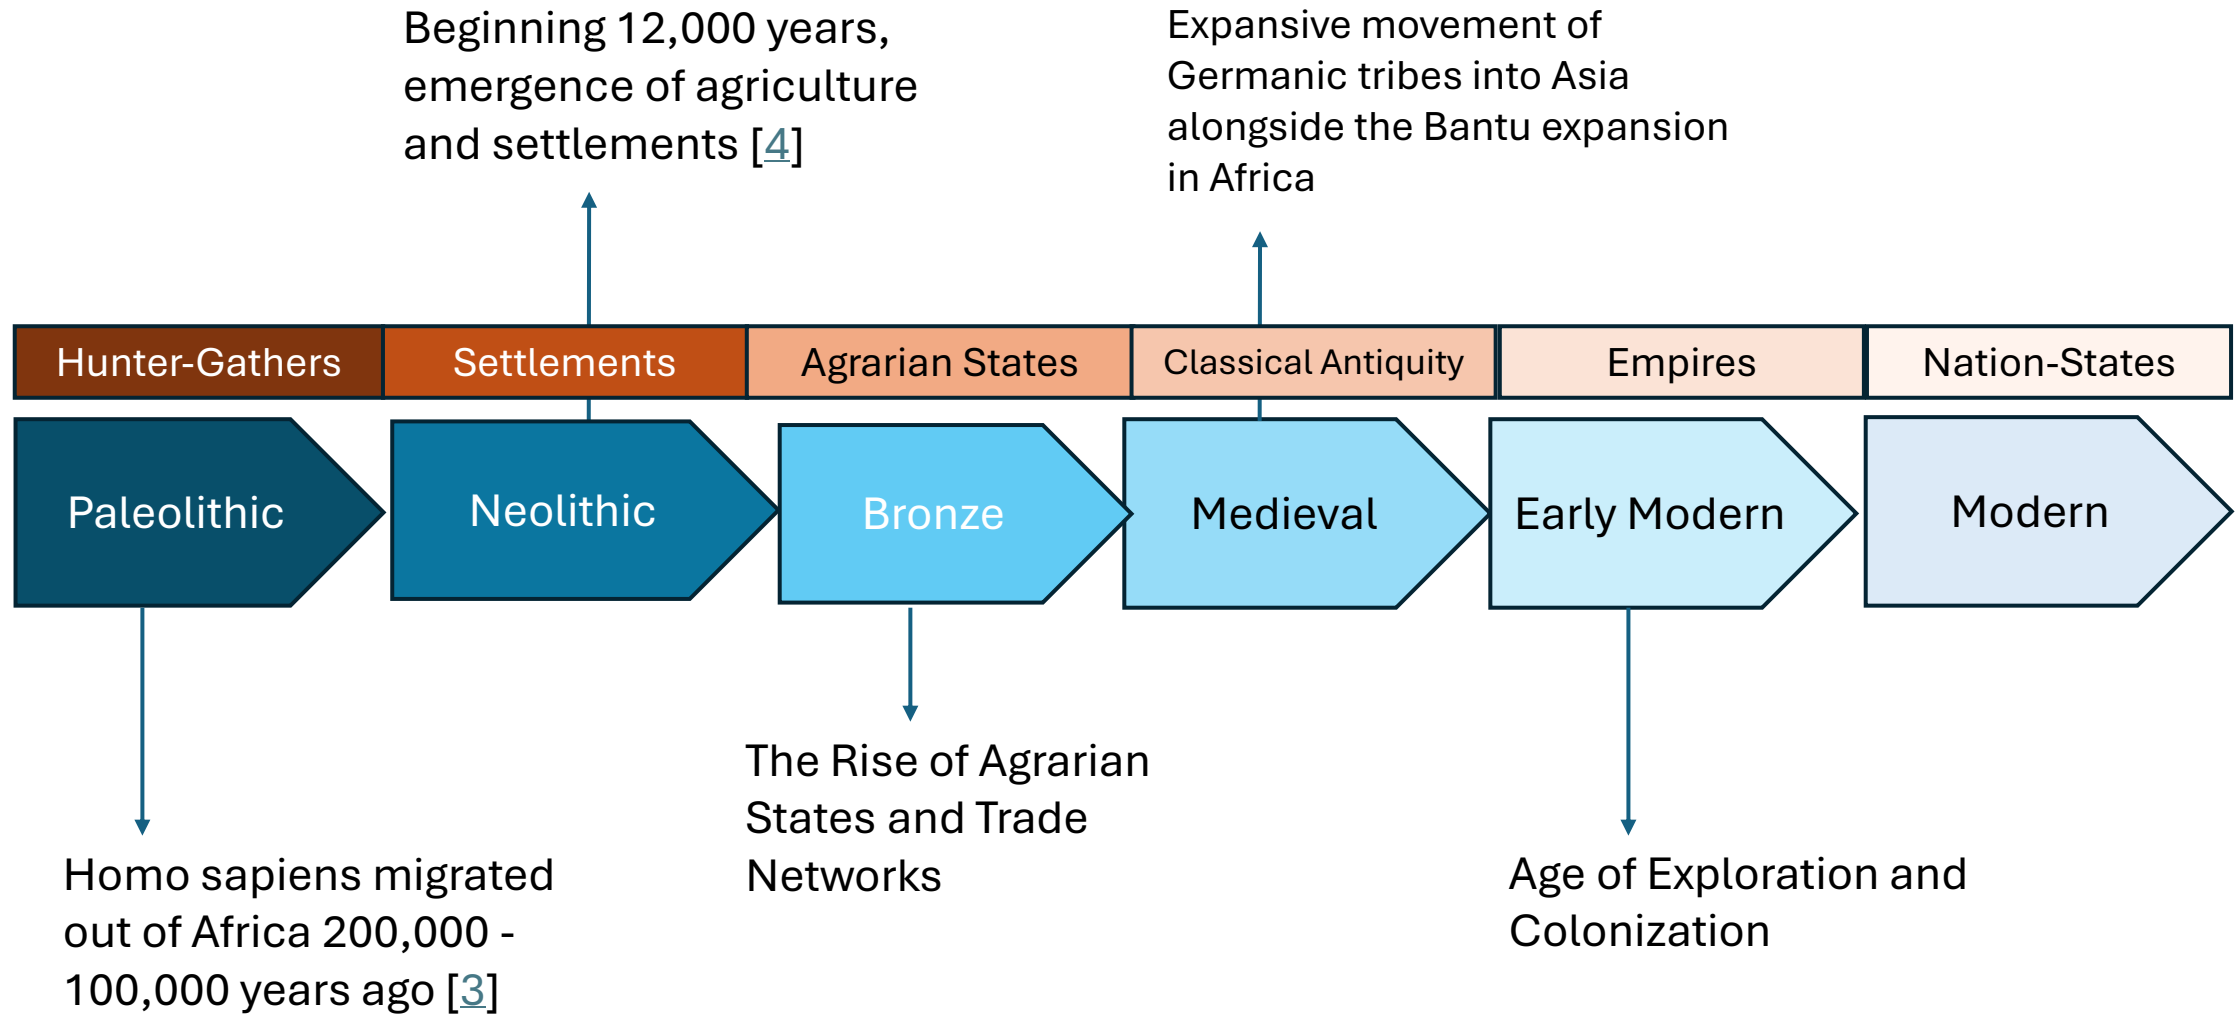 Beginning 12,000 years,
emergence of agriculture
and settlements [4]
Expansive movement of
Germanic tribes into Asia
alongside the Bantu expansion
in Africa
Hunter-Gathers
Settlements
Agrarian States
Classical Antiquity
Empires
Nation-States
Paleolithic
Neolithic
Bronze
Medieval
Early Modern
Modern
Homo sapiens migrated
out of Africa 200,000 -
100,000 years ago [3]
The Rise of Agrarian
States and Trade
Networks
Age of Exploration and
Colonization